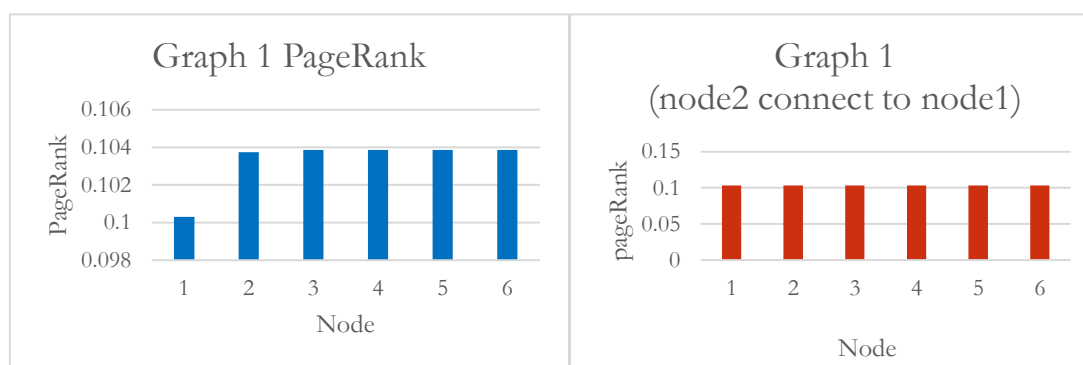 Graph 1 PageRank
0.106
0.104
0.102
0.1
0.098
PageRank
1 2 3 4 5 6
Node
Graph 1
(node2 connect to node1)
0.15
0.1
0.05
0
pageRank
1 2 3 4 5 6
Node